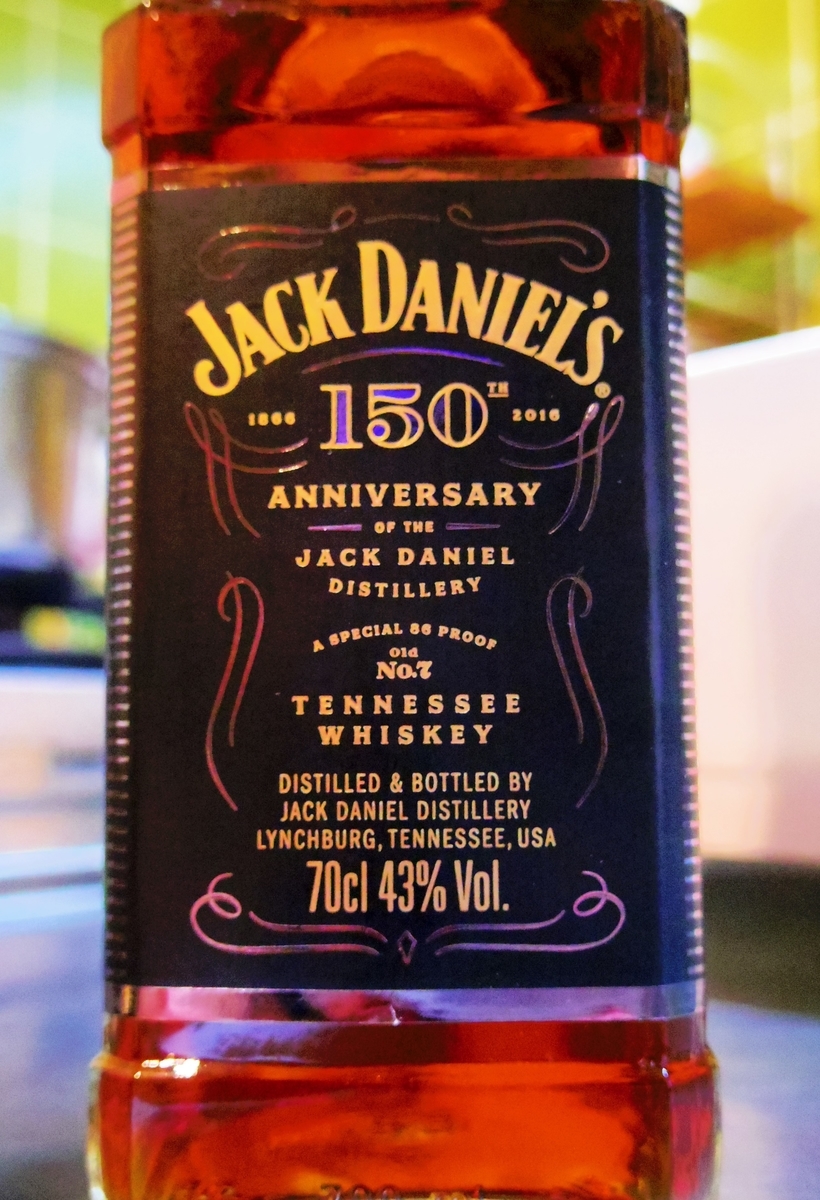 JACK DANIEL'S®
1866 150TH 2016
ANNIVERSARY
OF THE
JACK DANIEL
DISTILLERY
A SPECIAL 86 PROOF
Old
No.7
TENNESSEE
WHISKEY
DISTILLED & BOTTLED BY
JACK DANIEL DISTILLERY
LYNCHBURG, TENNESSEE, USA
70cl 43% Vol.